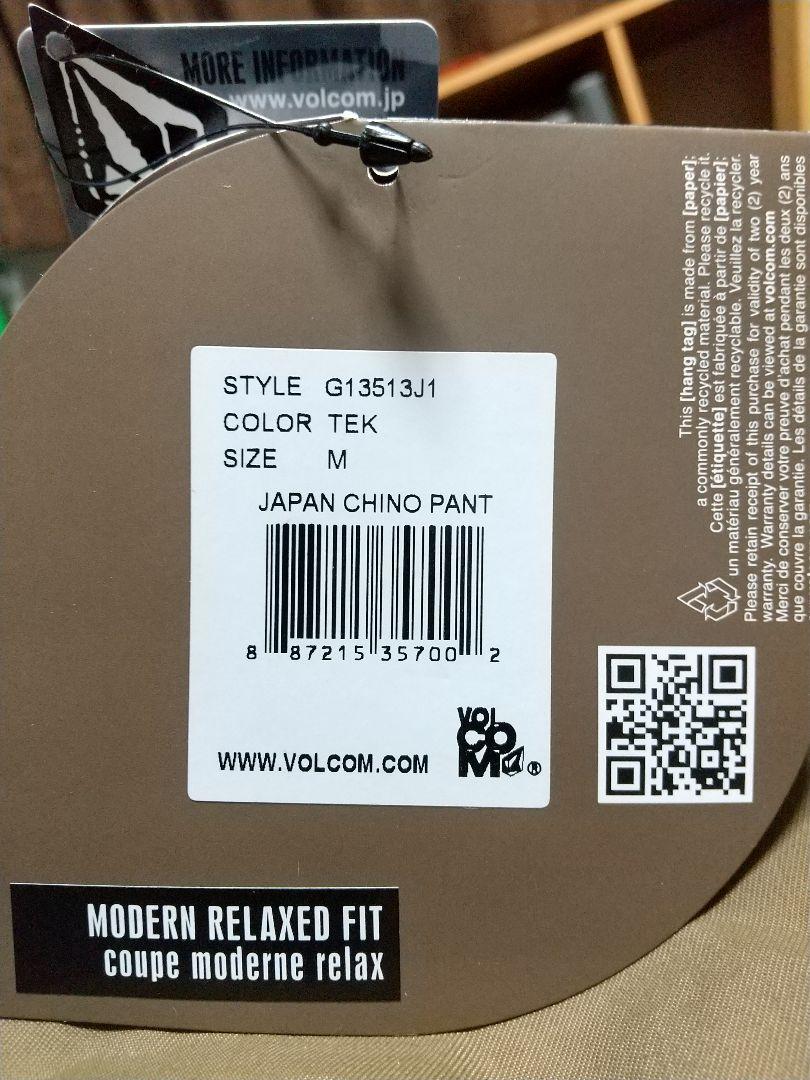 MORE INFORMATION
www.volcom.jp
STYLE G13513J1
COLOR TEK
SIZE M
JAPAN CHINO PANT
8 87215 35700 2
WWW.VOLCOM.COM
VOLCOM ®
MODERN RELAXED FIT
coupe moderne relax
This [hang tag] is made from [paper];
a commonly recycled material. Please recycle it.
Cette [étiquette] est fabriquée à partir de [papier];
un matériau généralement recyclable. Veuillez la recycler.
Please retain receipt of this purchase for validity of two (2) year
warranty. Warranty details can be viewed at volcom.com
Merci de conserver votre preuve d'achat pendant les deux (2) ans
que couvre la garantie. Les détails de la garantie sont disponibles